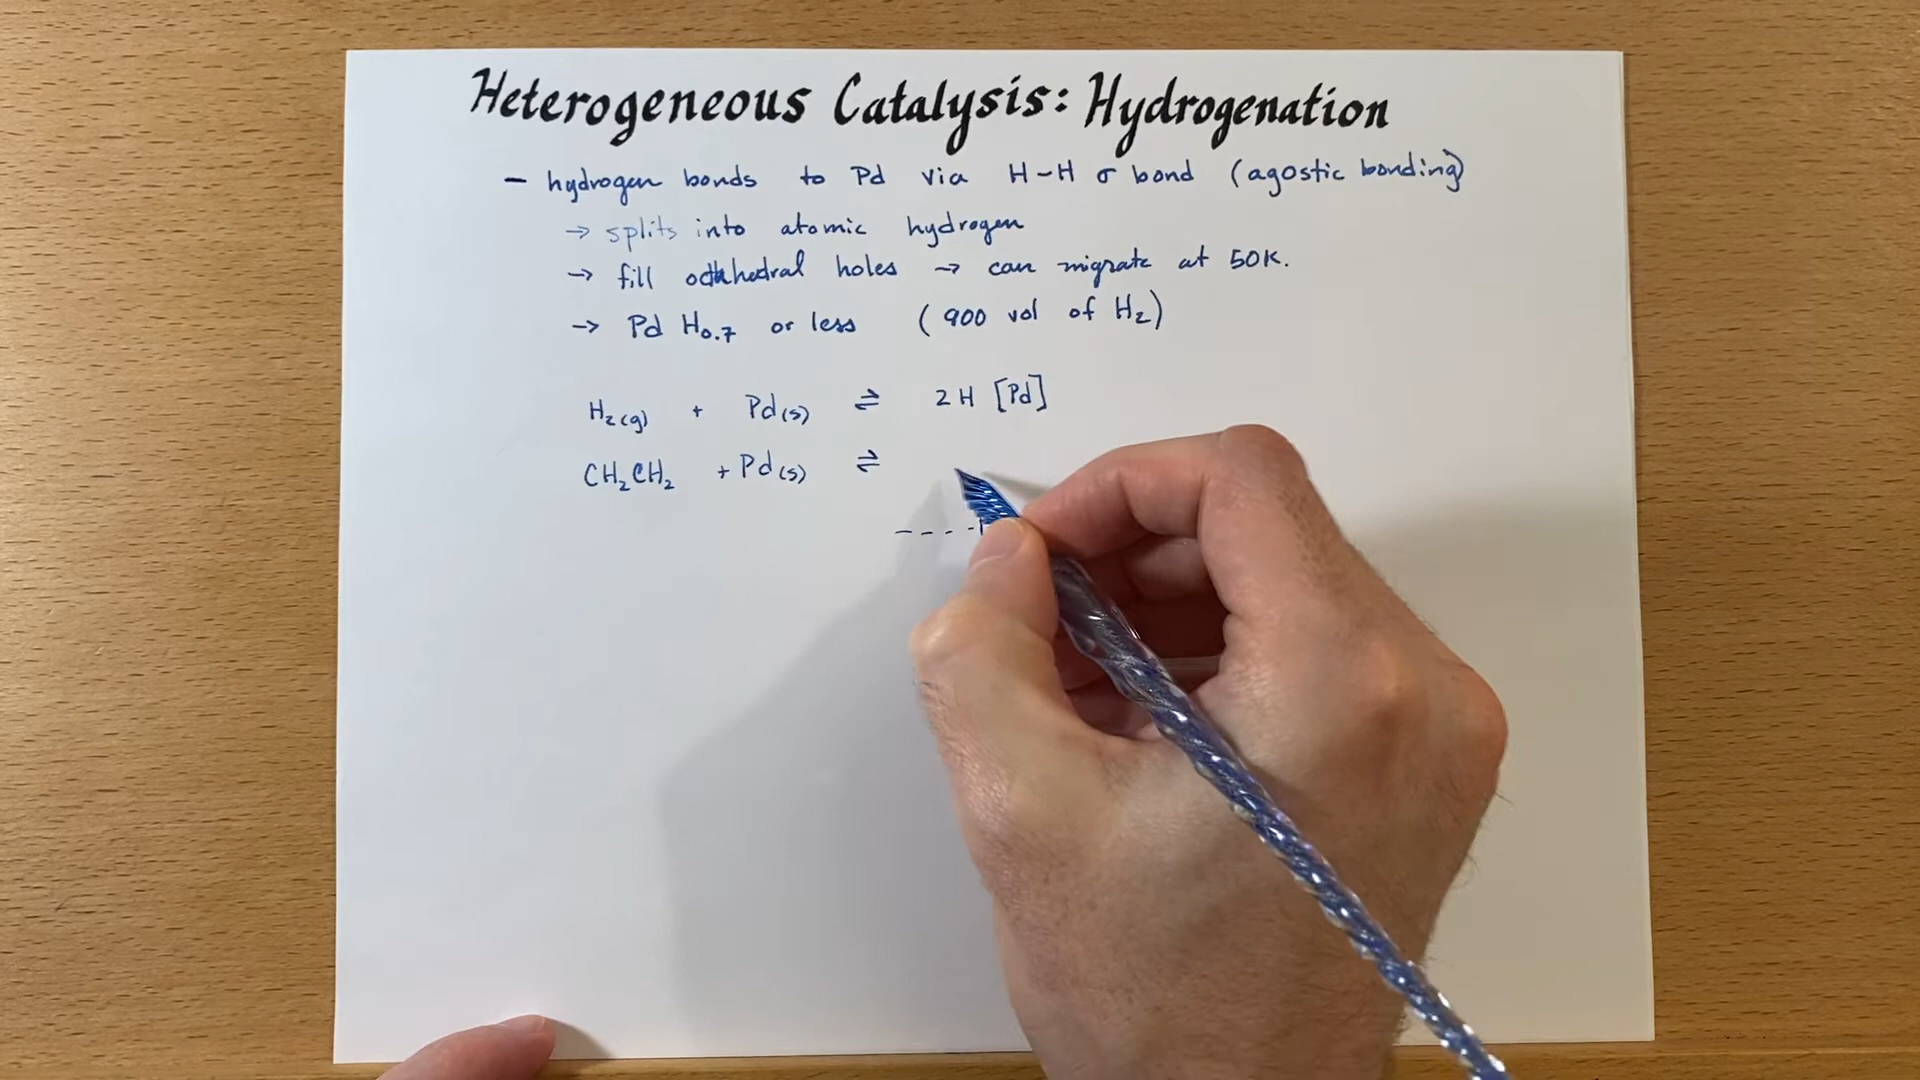 Heterogeneous Catalysis: Hydrogenation
– hydrogen bonds to Pd via H–H σ bond (agostic bonding)
→ splits into atomic hydrogen
→ fill octahedral holes → can migrate at 50K.
→ Pd H₀.₇ or less (900 vol of H₂)
H₂(g) + Pd(s) ⇌ 2H [Pd]
CH₂CH₂ + Pd(s) ⇌